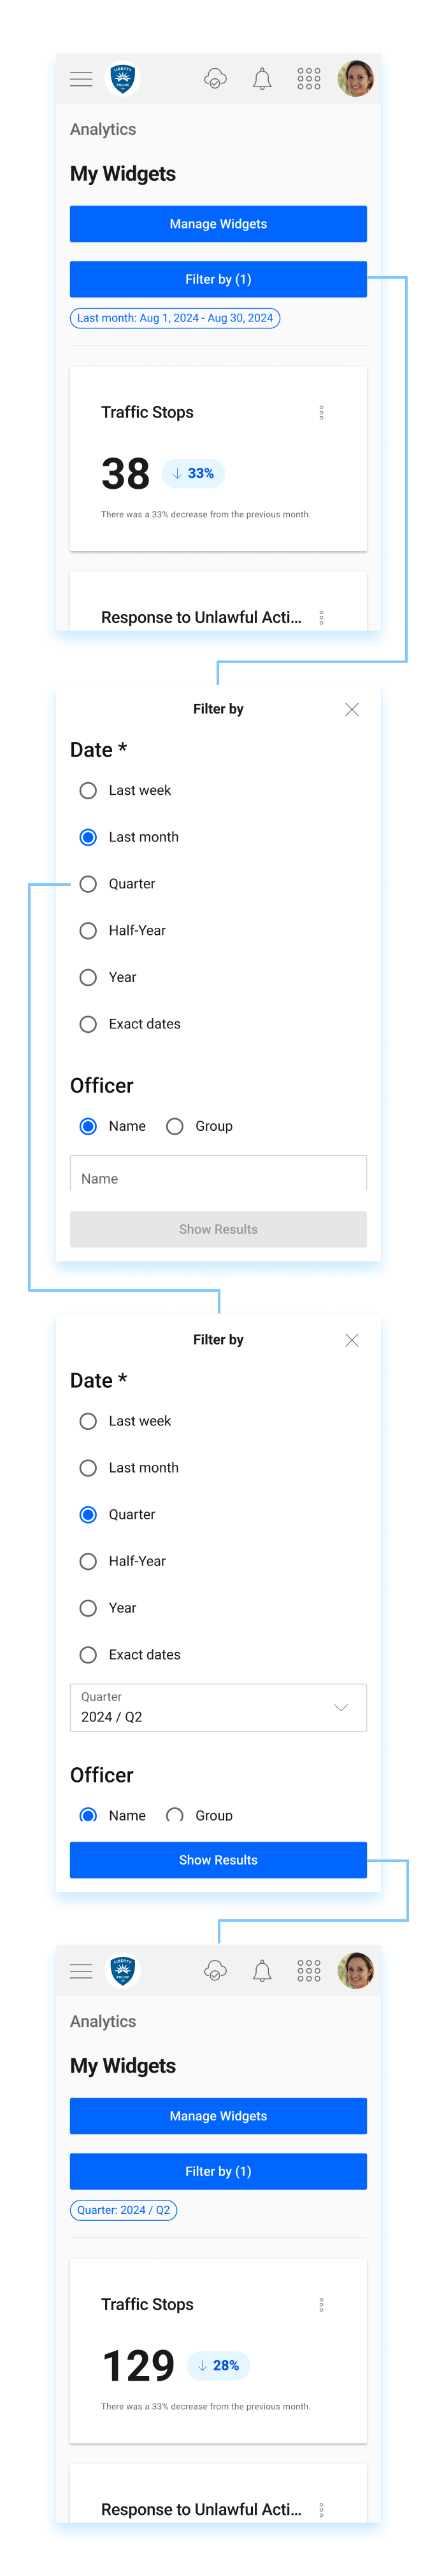 LIBERTY
POLICE
Analytics
My Widgets
Manage Widgets
Filter by (1)
Last month: Aug 1, 2024 - Aug 30, 2024
Traffic Stops
38 ↓ 33%
There was a 33% decrease from the previous month.
Response to Unlawful Acti...
Filter by
Date *
Last week
Last month
Quarter
Half-Year
Year
Exact dates
Officer
Name Group
Name
Show Results
Filter by
Date *
Last week
Last month
Quarter
Half-Year
Year
Exact dates
Quarter
2024 / Q2
Officer
Name Group
Show Results
LIBERTY
POLICE
Analytics
My Widgets
Manage Widgets
Filter by (1)
Quarter: 2024 / Q2
Traffic Stops
129 ↓ 28%
There was a 33% decrease from the previous month.
Response to Unlawful Acti...